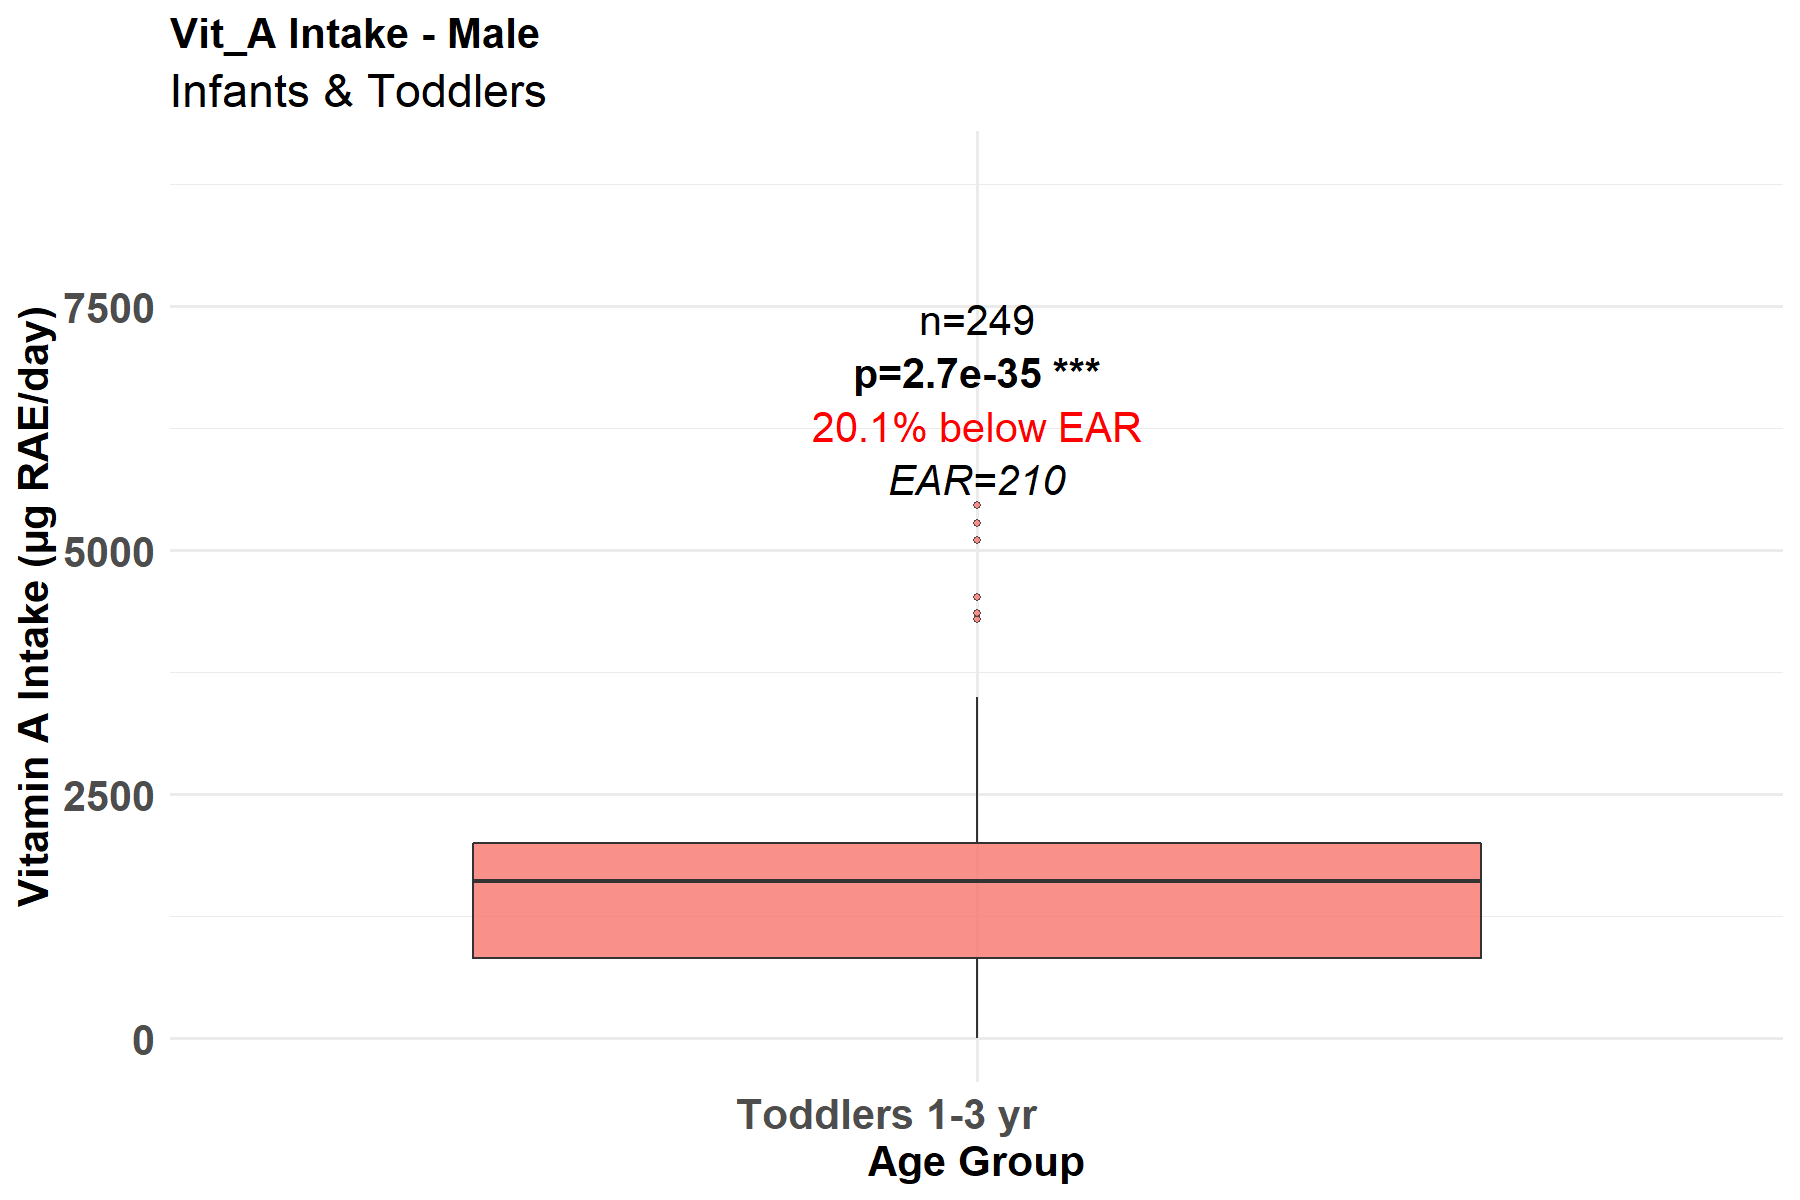 Vit_A Intake - Male
Infants & Toddlers
Vitamin A Intake (µg RAE/day)
7500
5000
2500
0
n=249
p=2.7e-35 ***
20.1% below EAR
EAR=210
Toddlers 1-3 yr
Age Group